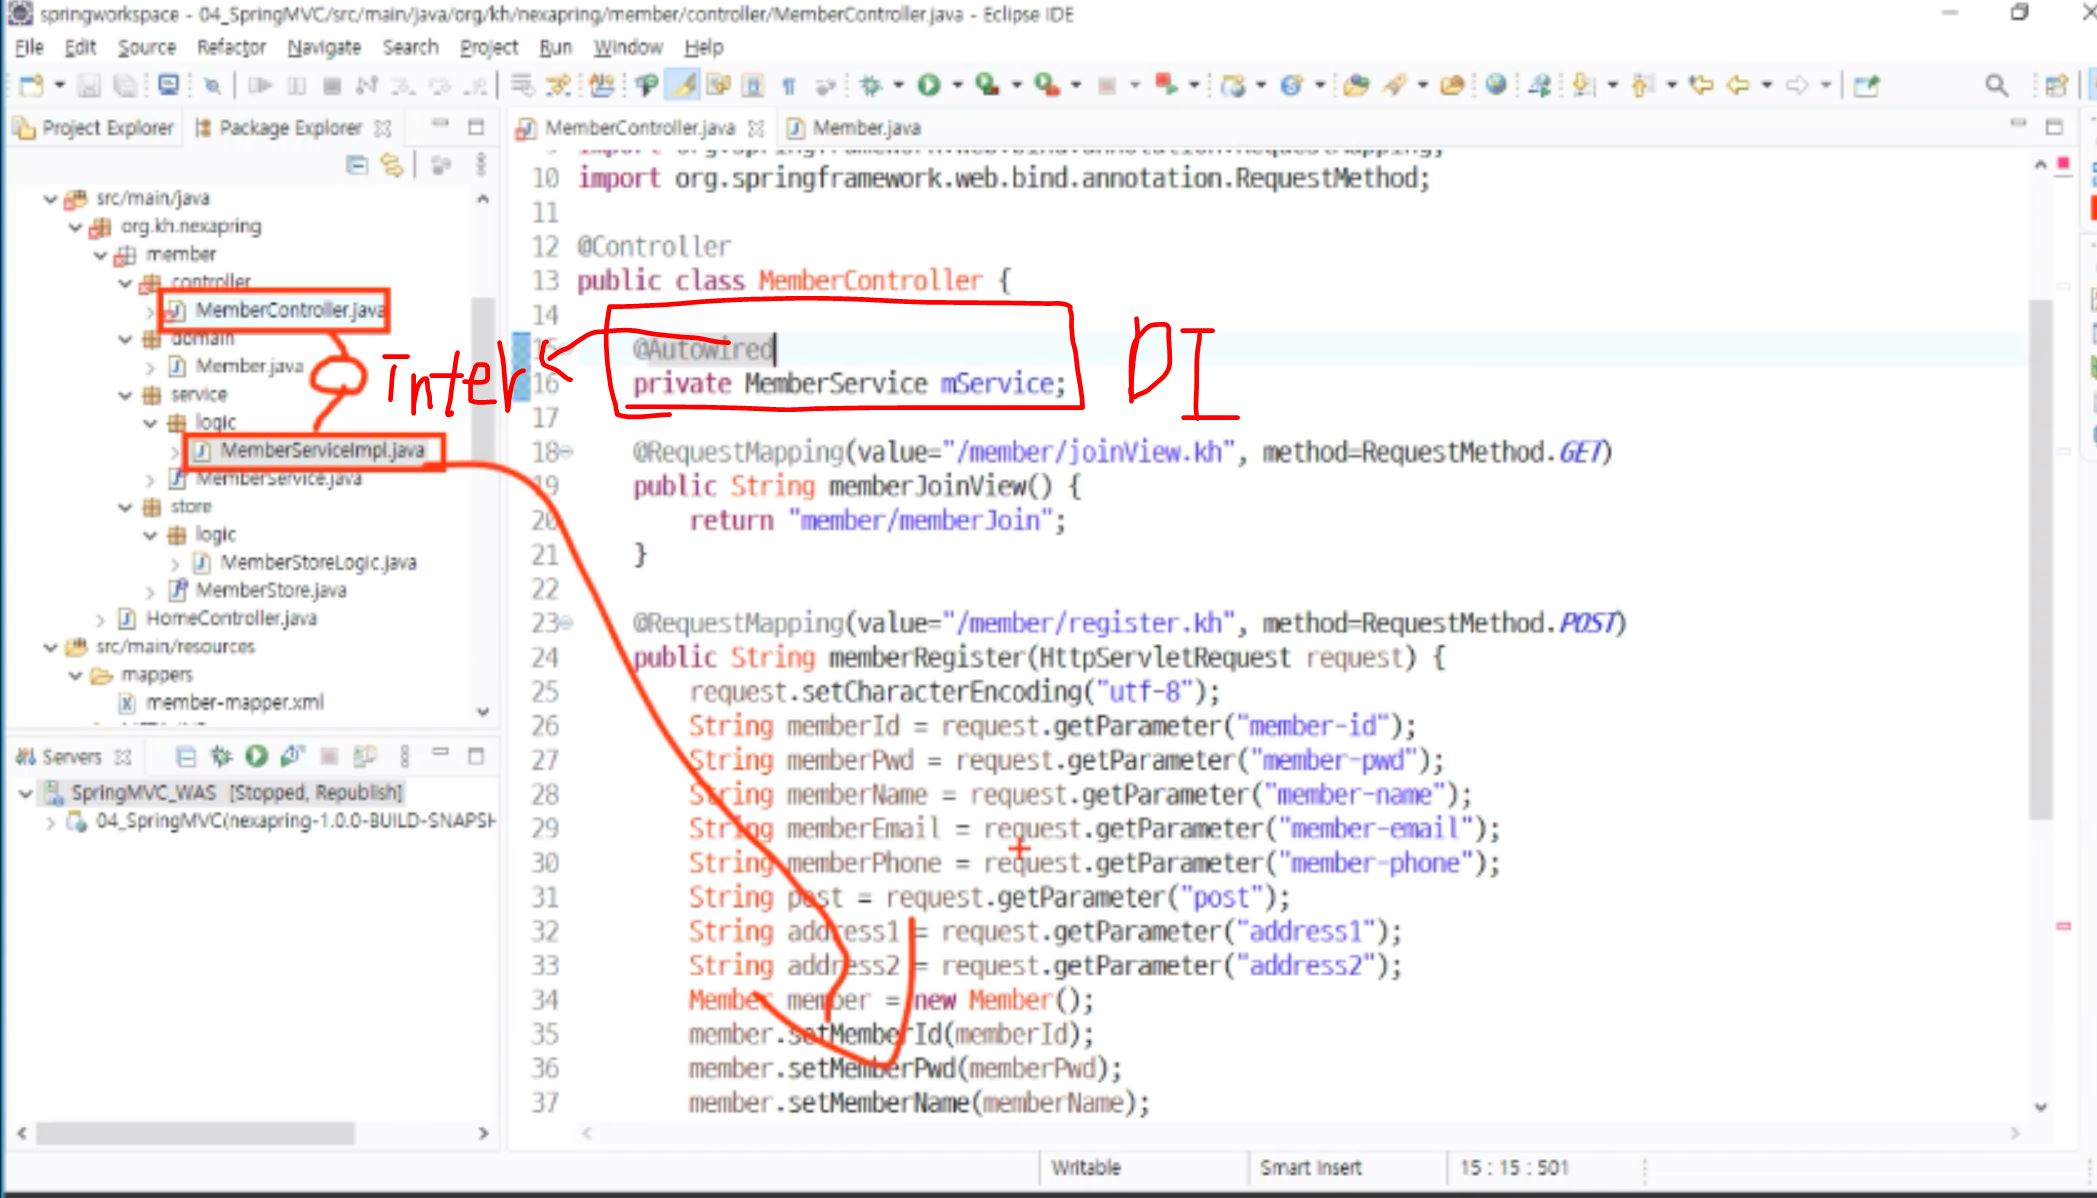 springworkspace - 04_SpringMVC/src/main/java/org/kh/nexapring/member/controller/MemberController.java - Eclipse IDE
File Edit Source Refactor Navigate Search Project Run Window Help
Project Explorer Package Explorer
src/main/java
org.kh.nexapring
member
controller
MemberController.java
domain
Member.java
service
logic
MemberServiceImpl.java
MemberService.java
store
logic
MemberStoreLogic.java
MemberStore.java
HomeController.java
src/main/resources
mappers
member-mapper.xml
Servers
SpringMVC_WAS [Stopped, Republish]
04_SpringMVC(nexapring-1.0.0-BUILD-SNAPSH
MemberController.java Member.java
10 import org.springframework.web.bind.annotation.RequestMethod;
11
12 @Controller
13 public class MemberController {
14
15 @Autowired
16 private MemberService mService;
17
18 @RequestMapping(value="/member/joinView.kh", method=RequestMethod.GET)
19 public String memberJoinView() {
20 return "member/memberJoin";
21 }
22
23 @RequestMapping(value="/member/register.kh", method=RequestMethod.POST)
24 public String memberRegister(HttpServletRequest request) {
25 request.setCharacterEncoding("utf-8");
26 String memberId = request.getParameter("member-id");
27 String memberPwd = request.getParameter("member-pwd");
28 String memberName = request.getParameter("member-name");
29 String memberEmail = request.getParameter("member-email");
30 String memberPhone = request.getParameter("member-phone");
31 String post = request.getParameter("post");
32 String address1 = request.getParameter("address1");
33 String address2 = request.getParameter("address2");
34 Member member = new Member();
35 member.setMemberId(memberId);
36 member.setMemberPwd(memberPwd);
37 member.setMemberName(memberName);
inter
DI
Writable Smart Insert 15 : 15 : 501